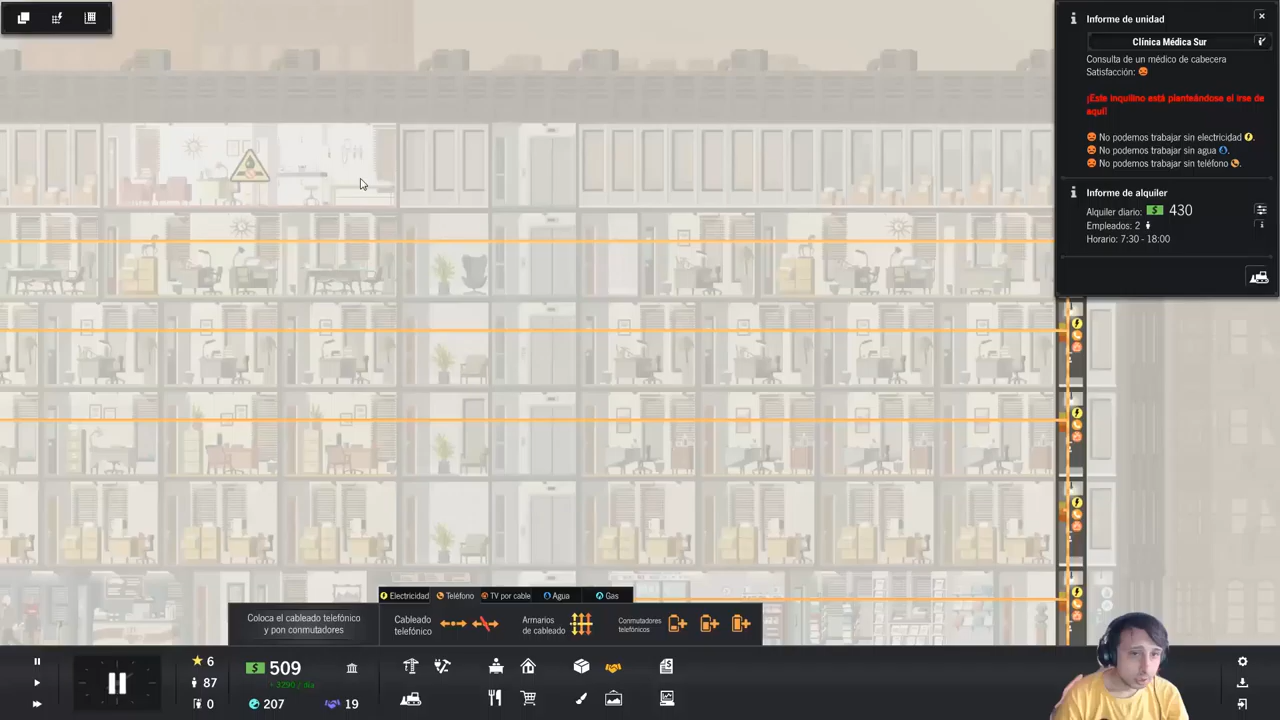 Informe de unidad
Clínica Médica Sur
Consulta de un médico de cabecera
Satisfacción:
¡Este inquilino está planteándose el irse de
aquí!
No podemos trabajar sin electricidad.
No podemos trabajar sin agua.
No podemos trabajar sin teléfono.
Informe de alquiler
Alquiler diario: $ 430
Empleados: 2
Horario: 7:30 - 18:00
Electricidad
Teléfono
TV por cable
Agua
Gas
Coloca el cableado telefónico
y pon conmutadores
Cableado
telefónico
Armarios
de cableado
Conmutadores
telefónicos
6
87
0
$ 509
+3290 / día
207
19